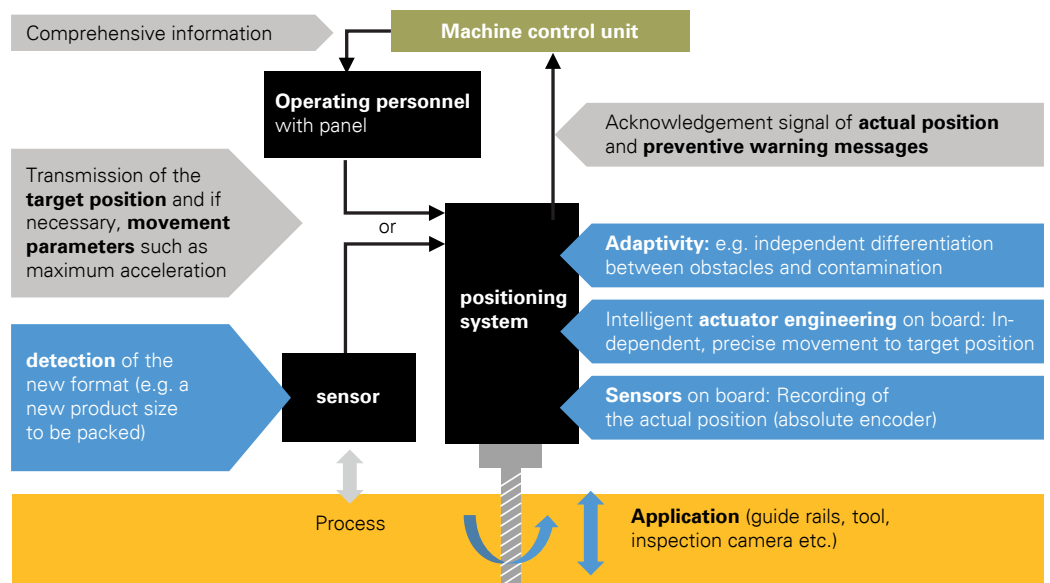 Comprehensive information
Machine control unit
Operating personnel
with panel
Acknowledgement signal of actual position
and preventive warning messages
Transmission of the
target position and if
necessary, movement
parameters such as
maximum acceleration
or
Adaptivity: e.g. independent differentiation
between obstacles and contamination
positioning
system
Intelligent actuator engineering on board: In-
dependent, precise movement to target position
detection of the
new format (e.g. a
new product size
to be packed)
sensor
Sensors on board: Recording of
the actual position (absolute encoder)
Process
Application (guide rails, tool,
inspection camera etc.)